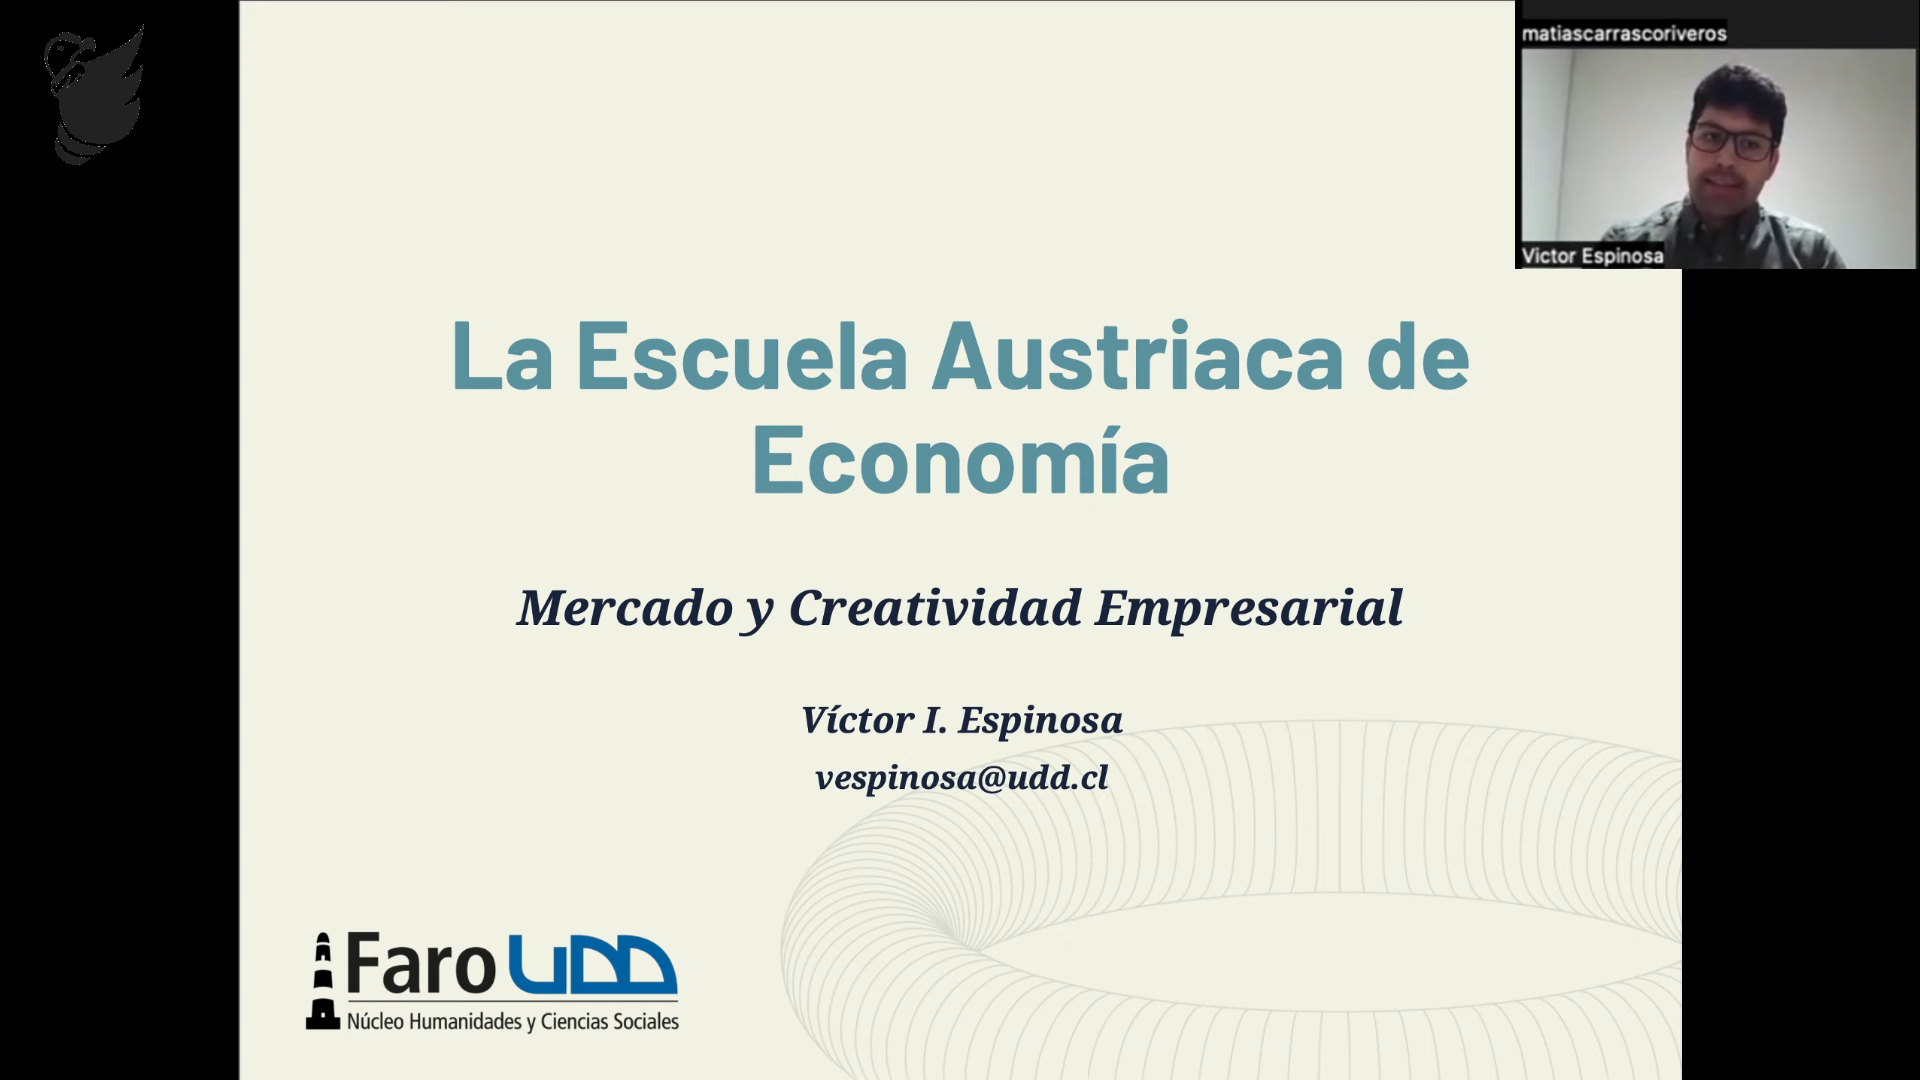 matiascarrascoriveros
Victor Espinosa
La Escuela Austriaca de
Economía
Mercado y Creatividad Empresarial
Víctor I. Espinosa
vespinosa@udd.cl
Faro UDD
Núcleo Humanidades y Ciencias Sociales